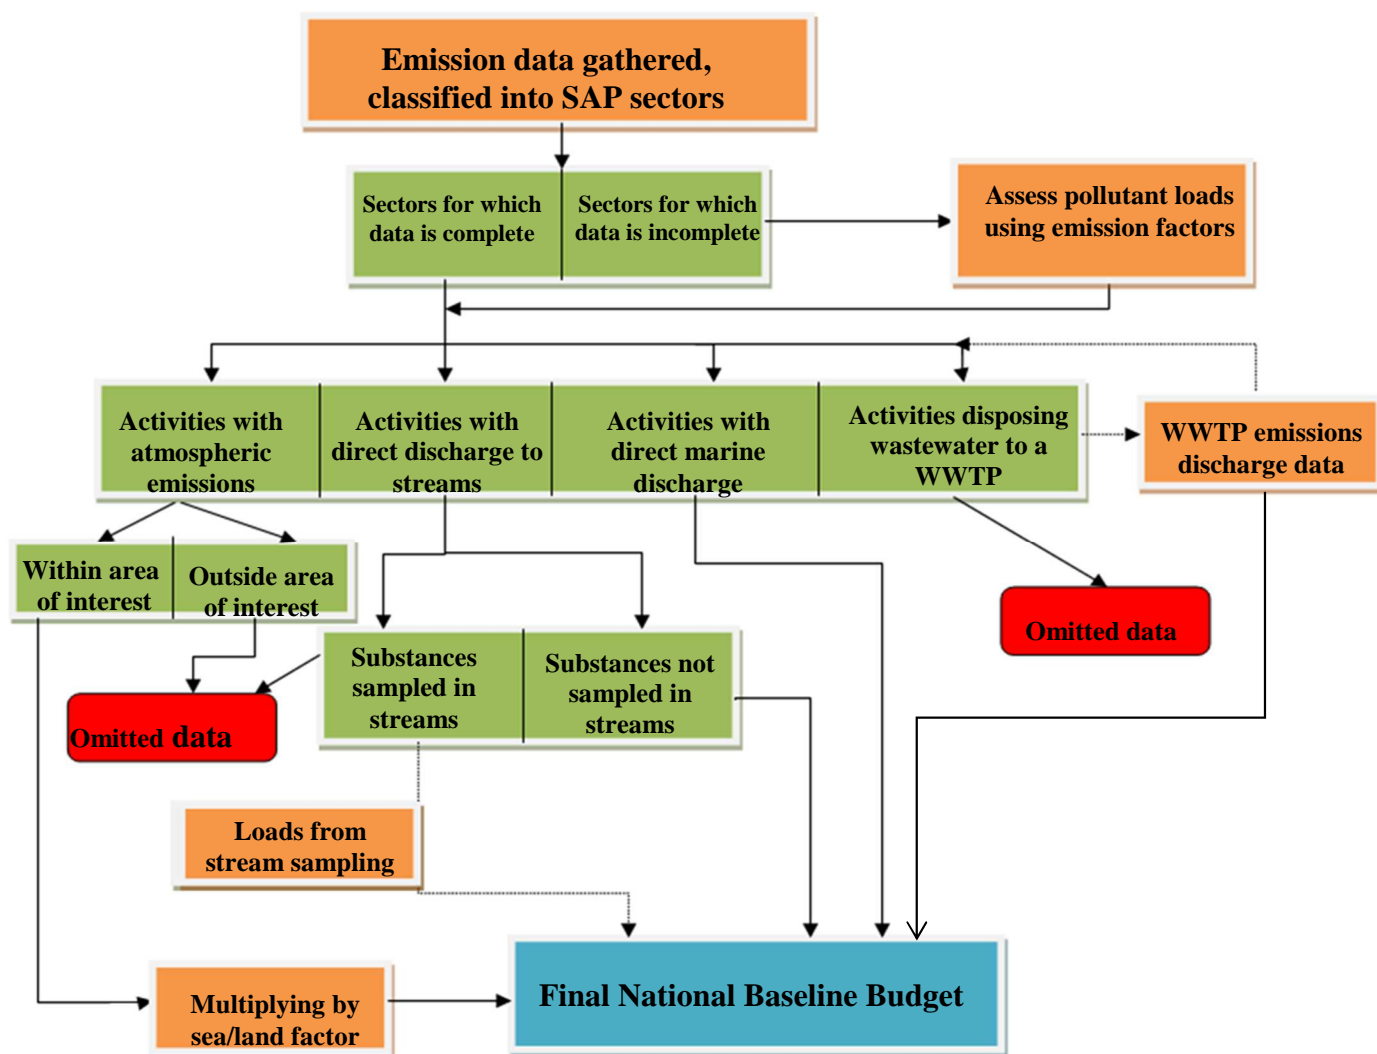 Emission data gathered,
classified into SAP sectors
Sectors for which
data is complete
Sectors for which
data is incomplete
Assess pollutant loads
using emission factors
Activities with
atmospheric
emissions
Activities with
direct discharge to
streams
Activities with
direct marine
discharge
Activities disposing
wastewater to a
WWTP
WWTP emissions
discharge data
Within area
of interest
Outside area
of interest
Omitted data
Substances
sampled in
streams
Substances not
sampled in
streams
Omitted data
Loads from
stream sampling
Multiplying by
sea/land factor
Final National Baseline Budget